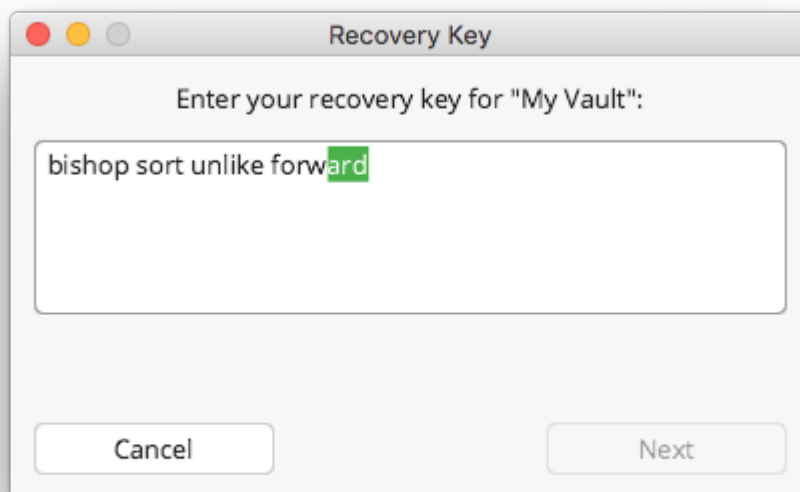 Recovery Key
Enter your recovery key for "My Vault":
bishop sort unlike forward
Cancel
Next